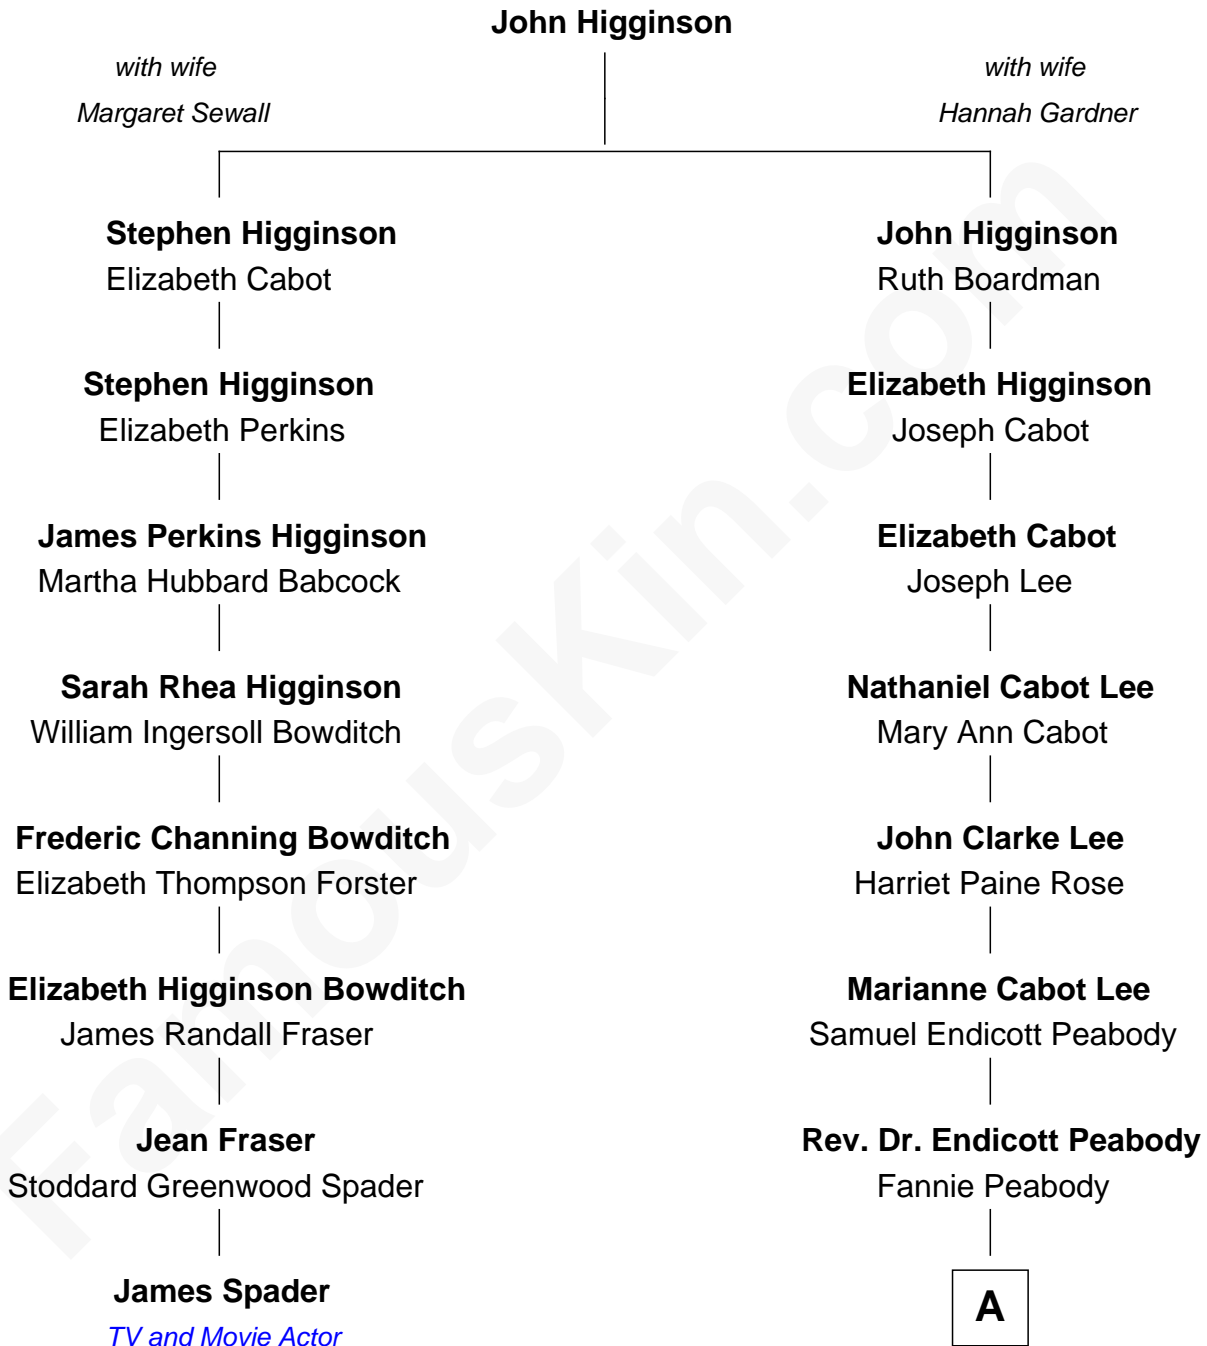 John Higginson
with wife
Margaret Sewall
with wife
Hannah Gardner
Stephen Higginson
Elizabeth Cabot
John Higginson
Ruth Boardman
Stephen Higginson
Elizabeth Perkins
Elizabeth Higginson
Joseph Cabot
James Perkins Higginson
Martha Hubbard Babcock
Elizabeth Cabot
Joseph Lee
Sarah Rhea Higginson
William Ingersoll Bowditch
Nathaniel Cabot Lee
Mary Ann Cabot
Frederic Channing Bowditch
Elizabeth Thompson Forster
John Clarke Lee
Harriet Paine Rose
Elizabeth Higginson Bowditch
James Randall Fraser
Marianne Cabot Lee
Samuel Endicott Peabody
Jean Fraser
Stoddard Greenwood Spader
Rev. Dr. Endicott Peabody
Fannie Peabody
James Spader
TV and Movie Actor
A
FamousKin.com